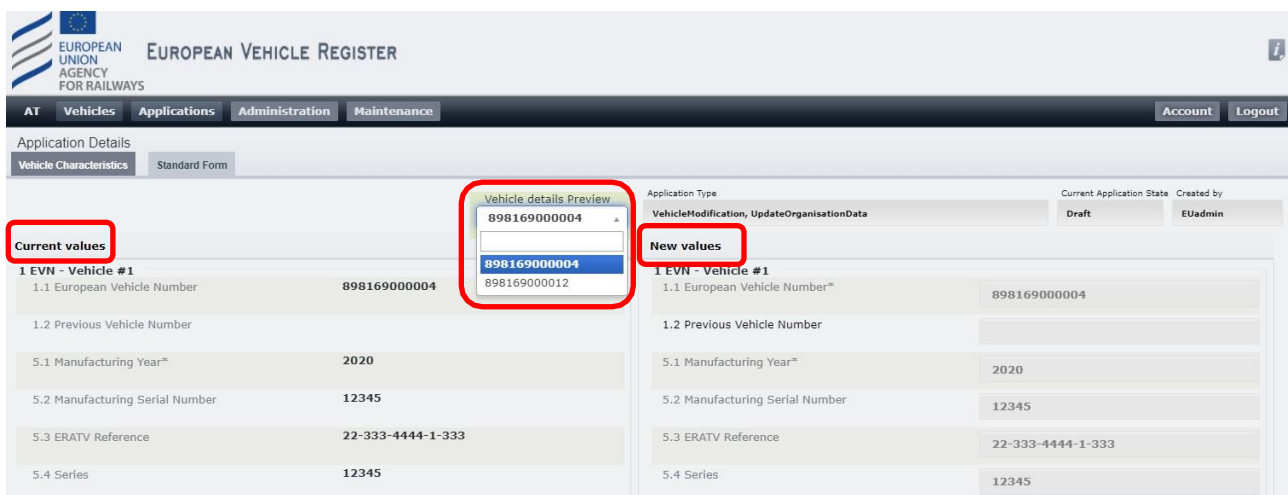 EUROPEAN
UNION
AGENCY
FOR RAILWAYS
EUROPEAN VEHICLE REGISTER
i
AT Vehicles Applications Administration Maintenance Account Logout
Application Details
Vehicle Characteristics Standard Form
Vehicle details Preview
898169000004
898169000004
898169000012
Application Type Current Application State Created by
VehicleModification, UpdateOrganisationData Draft EUadmin
Current values
New values
1 EVN - Vehicle #1
1.1 European Vehicle Number 898169000004
1.2 Previous Vehicle Number
5.1 Manufacturing Year* 2020
5.2 Manufacturing Serial Number 12345
5.3 ERATV Reference 22-333-4444-1-333
5.4 Series 12345
1 EVN - Vehicle #1
1.1 European Vehicle Number* 898169000004
1.2 Previous Vehicle Number
5.1 Manufacturing Year* 2020
5.2 Manufacturing Serial Number 12345
5.3 ERATV Reference 22-333-4444-1-333
5.4 Series 12345